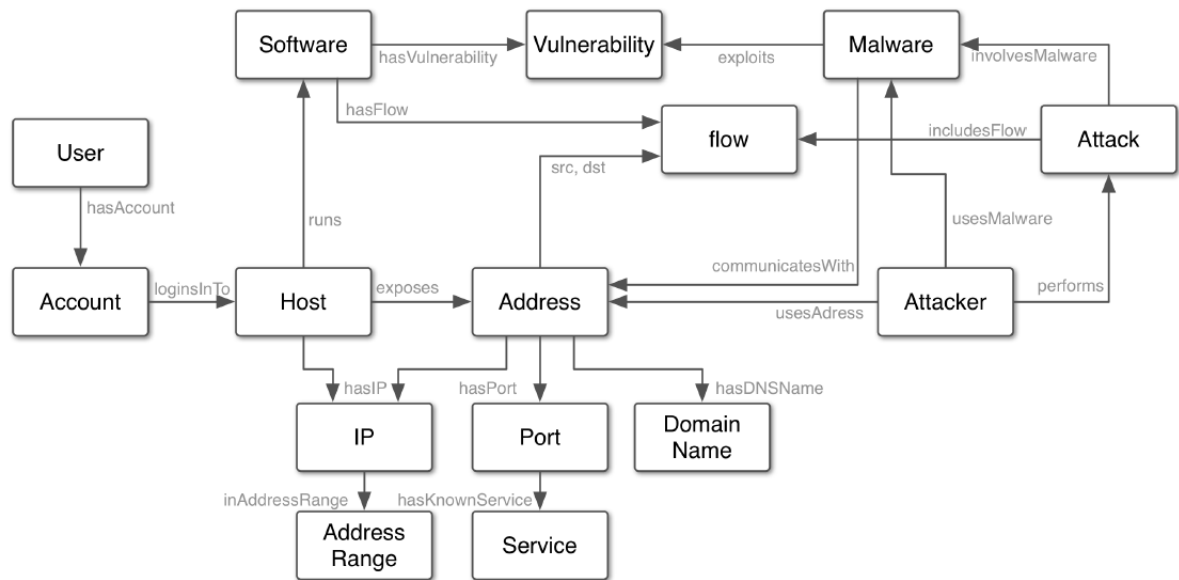 Software
Vulnerability
Malware
hasVulnerability
exploits
involvesMalware
hasFlow
flow
includesFlow
Attack
User
src, dst
hasAccount
runs
usesMalware
communicatesWith
Account
loginsInTo
Host
exposes
Address
usesAdress
Attacker
performs
hasIP
hasPort
hasDNSName
IP
Port
Domain
Name
inAddressRange
hasKnownService
Address
Range
Service